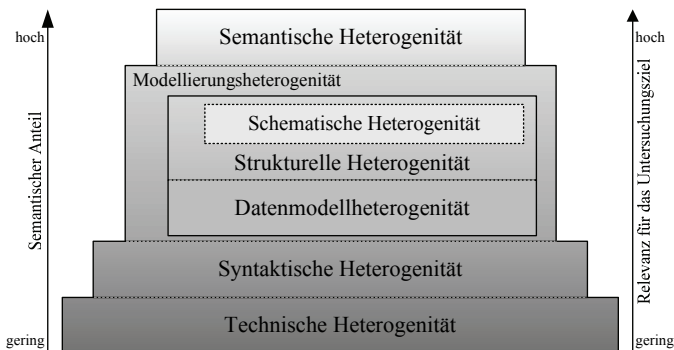 hoch
Semantische Heterogenität
hoch
Modellierungsheterogenität
Schematische Heterogenität
Strukturelle Heterogenität
Datenmodellheterogenität
Syntaktische Heterogenität
Technische Heterogenität
gering
gering
Semantischer Anteil
Relevanz für das Untersuchungsziel